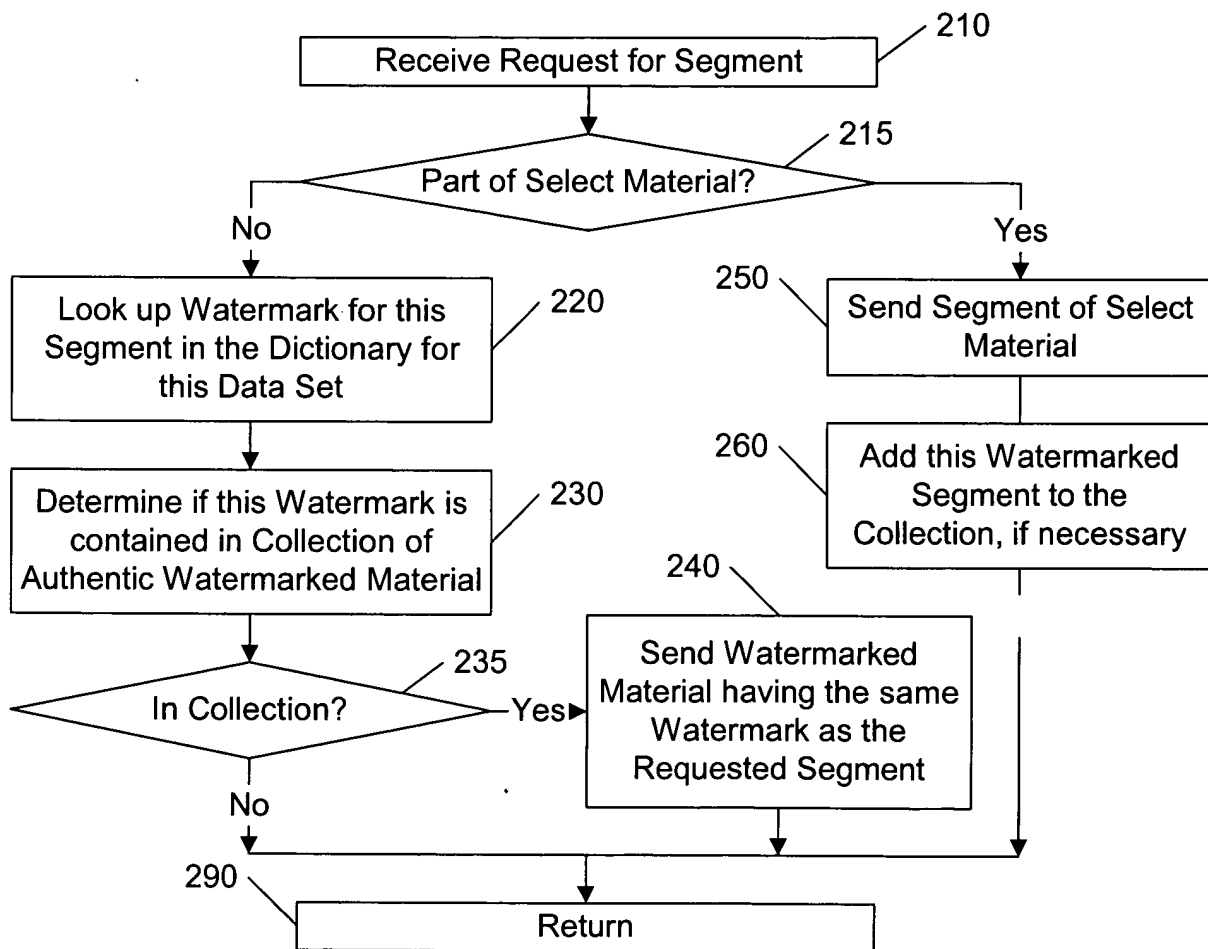 210
Receive Request for Segment
215
Part of Select Material?
No
Yes
220
Look up Watermark for this
Segment in the Dictionary for
this Data Set
250
Send Segment of Select
Material
230
Determine if this Watermark is
contained in Collection of
Authentic Watermarked Material
260
Add this Watermarked
Segment to the
Collection, if necessary
235
In Collection?
Yes
240
Send Watermarked
Material having the same
Watermark as the
Requested Segment
No
290
Return